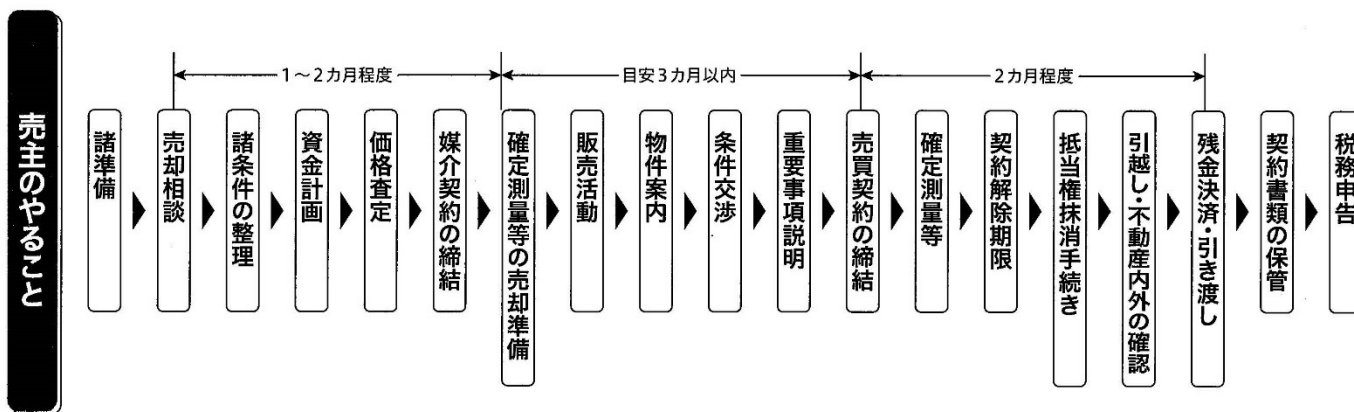 売主のやること
1～2カ月程度
目安3カ月以内
2カ月程度
諸準備
売却相談
諸条件の整理
資金計画
価格査定
媒介契約の締結
確定測量等の売却準備
販売活動
物件案内
条件交渉
重要事項説明
売買契約の締結
確定測量等
契約解除期限
抵当権抹消手続き
引越し・不動産内外の確認
残金決済・引き渡し
契約書類の保管
税務申告